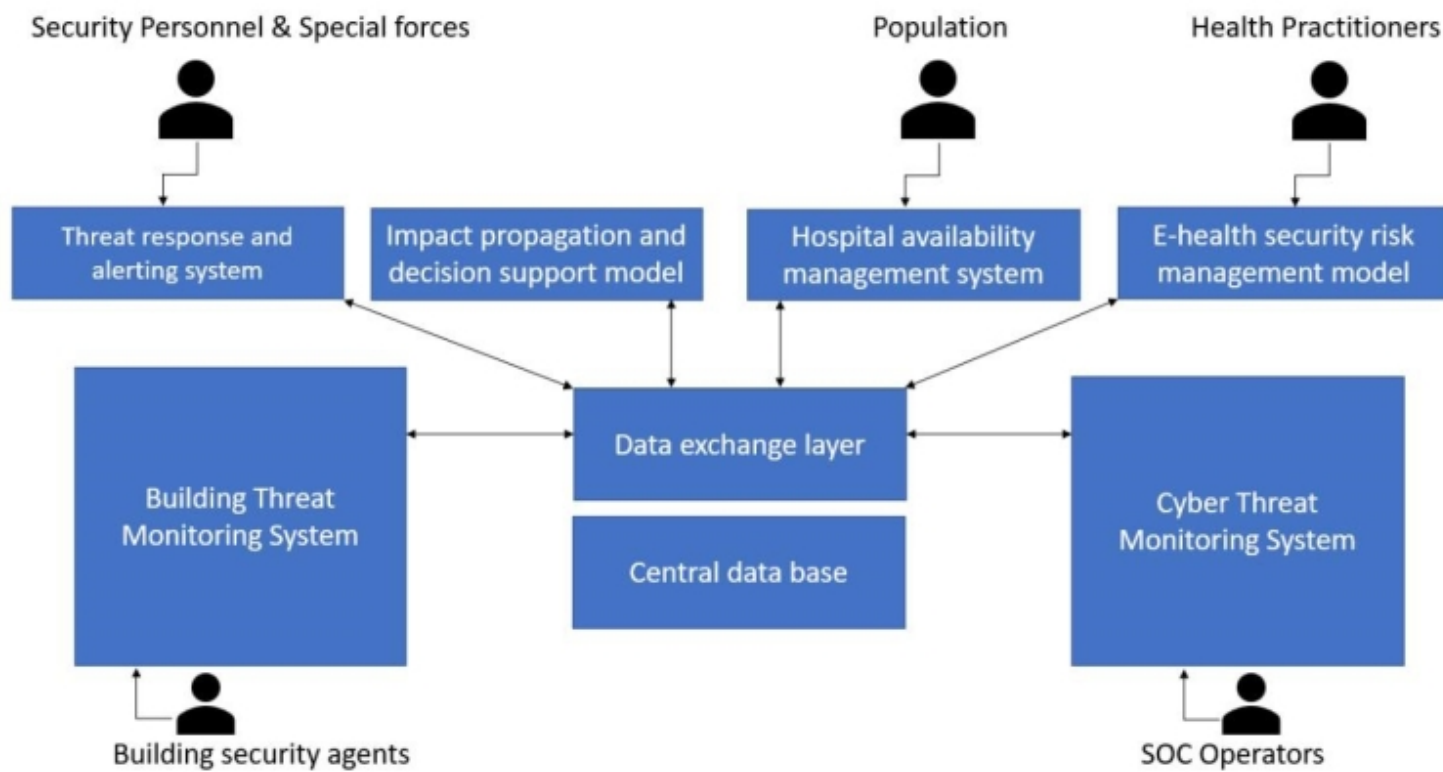 Security Personnel & Special forces
Population
Health Practitioners
Threat response and
alerting system
Impact propagation and
decision support model
Hospital availability
management system
E-health security risk
management model
Building Threat
Monitoring System
Data exchange layer
Central data base
Cyber Threat
Monitoring System
Building security agents
SOC Operators